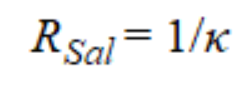 R_Sal = 1/κ